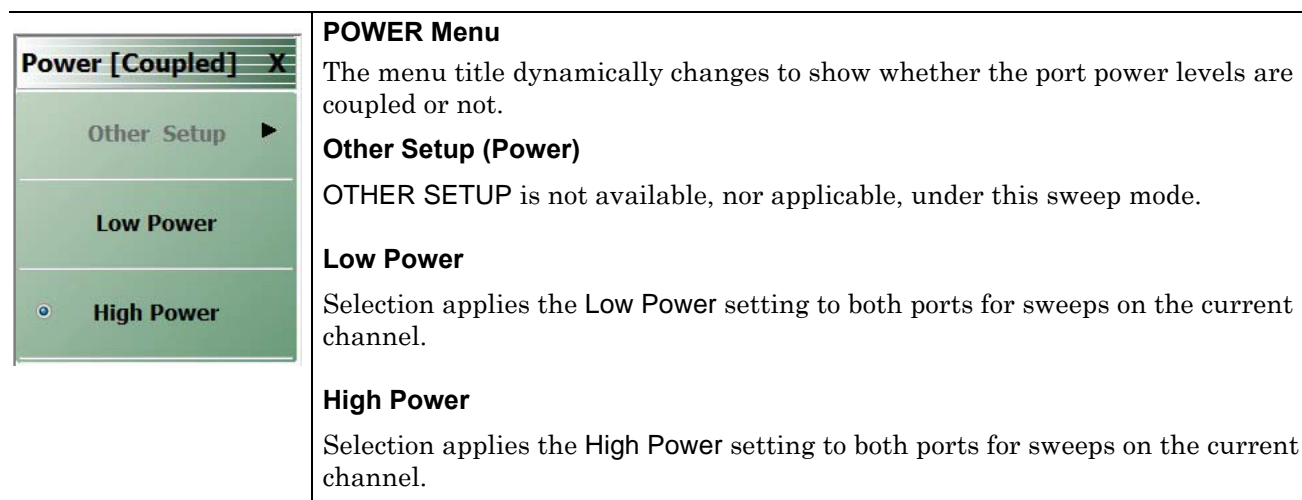 Power [Coupled] X
Other Setup
Low Power
High Power
POWER Menu
The menu title dynamically changes to show whether the port power levels are
coupled or not.
Other Setup (Power)
OTHER SETUP is not available, nor applicable, under this sweep mode.
Low Power
Selection applies the Low Power setting to both ports for sweeps on the current
channel.
High Power
Selection applies the High Power setting to both ports for sweeps on the current
channel.